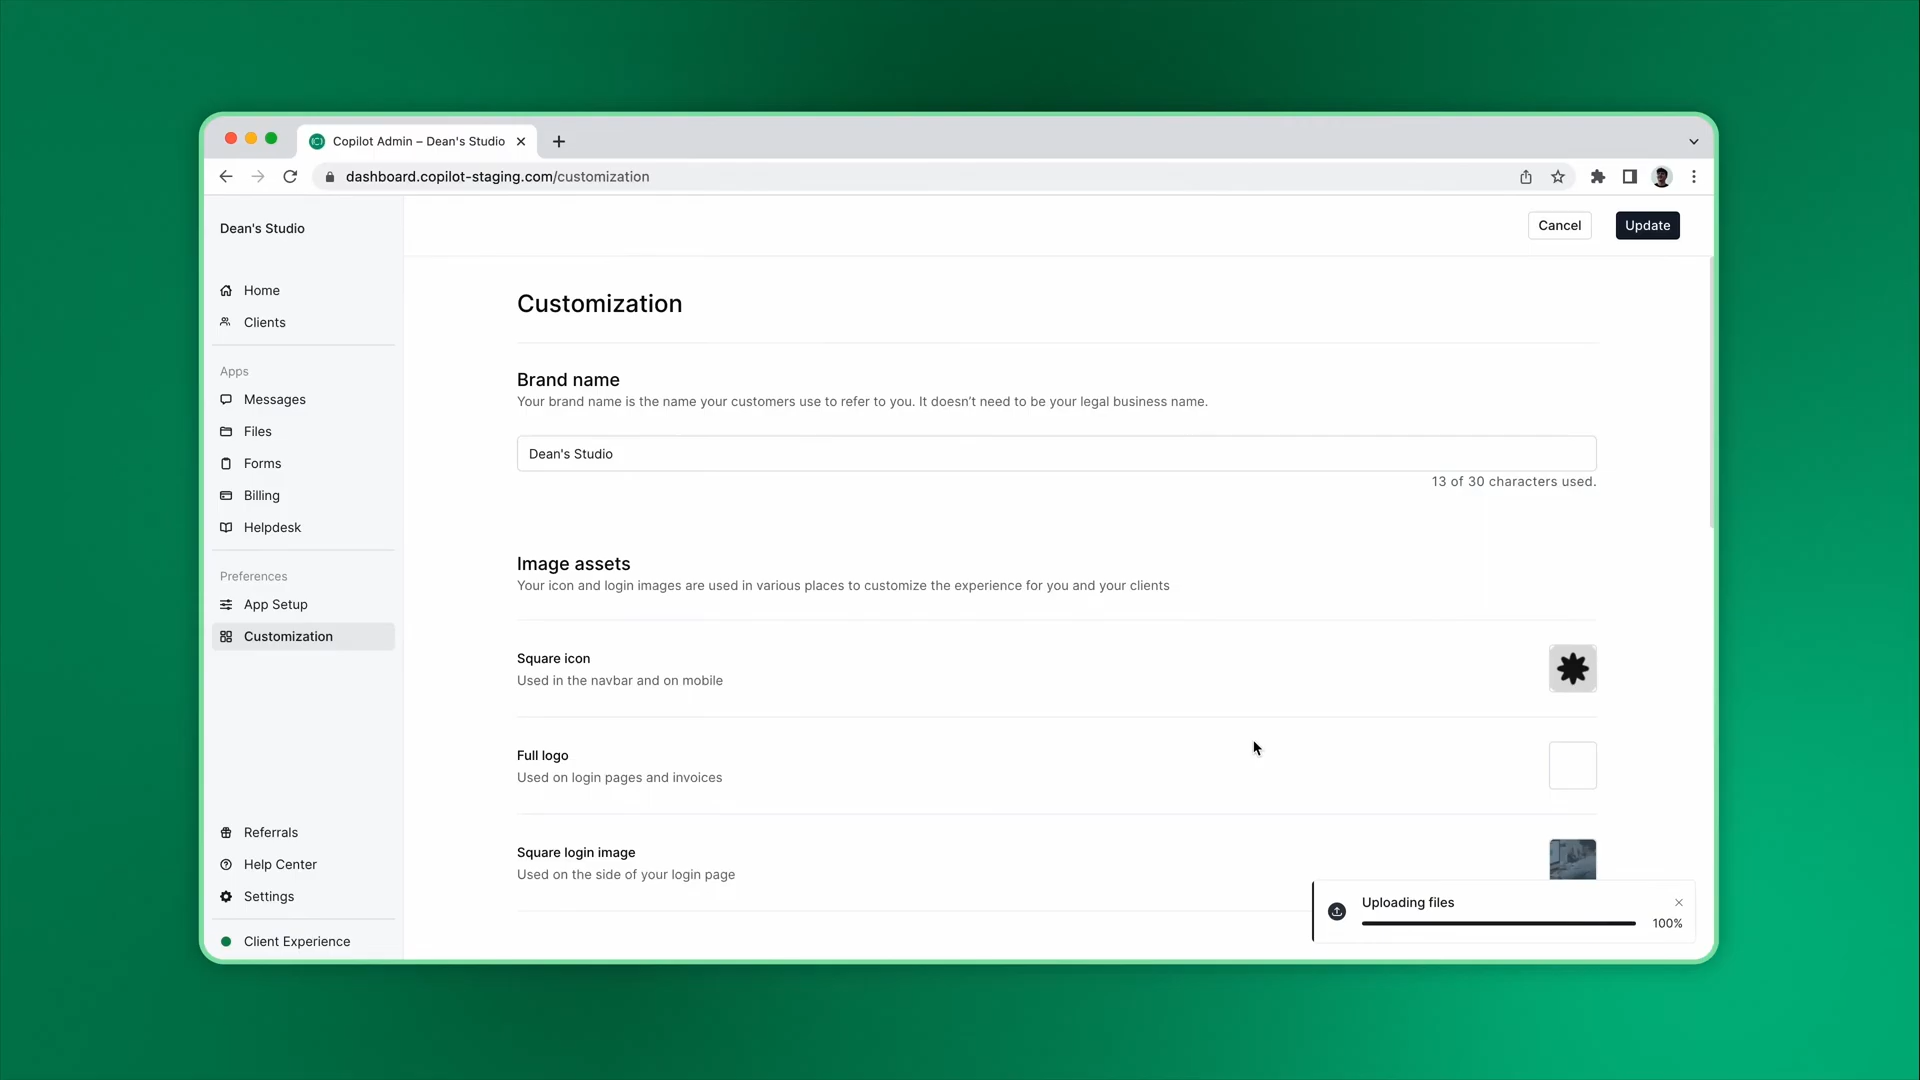 Copilot Admin – Dean's Studio
dashboard.copilot-staging.com/customization
Dean's Studio
Cancel
Update
Home
Clients
Apps
Messages
Files
Forms
Billing
Helpdesk
Preferences
App Setup
Customization
Referrals
Help Center
Settings
Client Experience
Customization
Brand name
Your brand name is the name your customers use to refer to you. It doesn’t need to be your legal business name.
Dean's Studio
13 of 30 characters used.
Image assets
Your icon and login images are used in various places to customize the experience for you and your clients
Square icon
Used in the navbar and on mobile
Full logo
Used on login pages and invoices
Square login image
Used on the side of your login page
Uploading files
100%